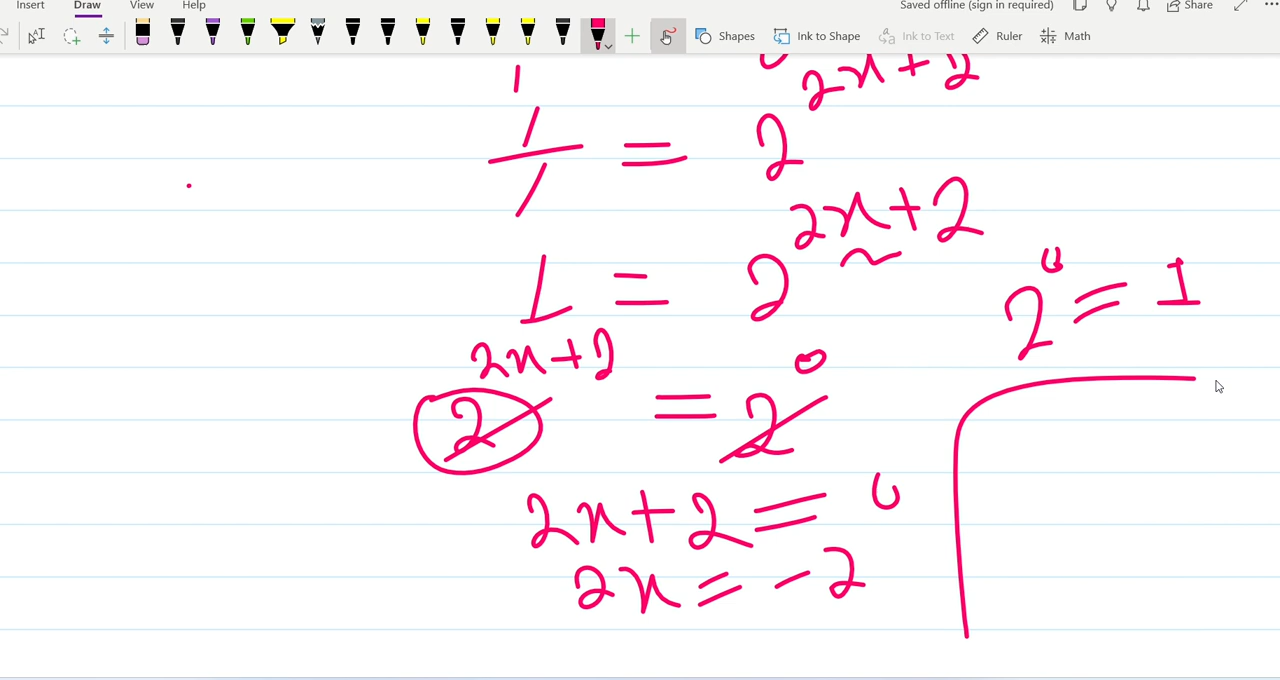 Insert Draw View Help Saved offline (sign in required) Share
Shapes Ink to Shape Ink to Text Ruler Math
1
1/1 = 2^(2x+2)
1 = 2^(2x+2)
2^0 = 1
2^(2x+2) = 2^0
2x+2 = 0
2x = -2